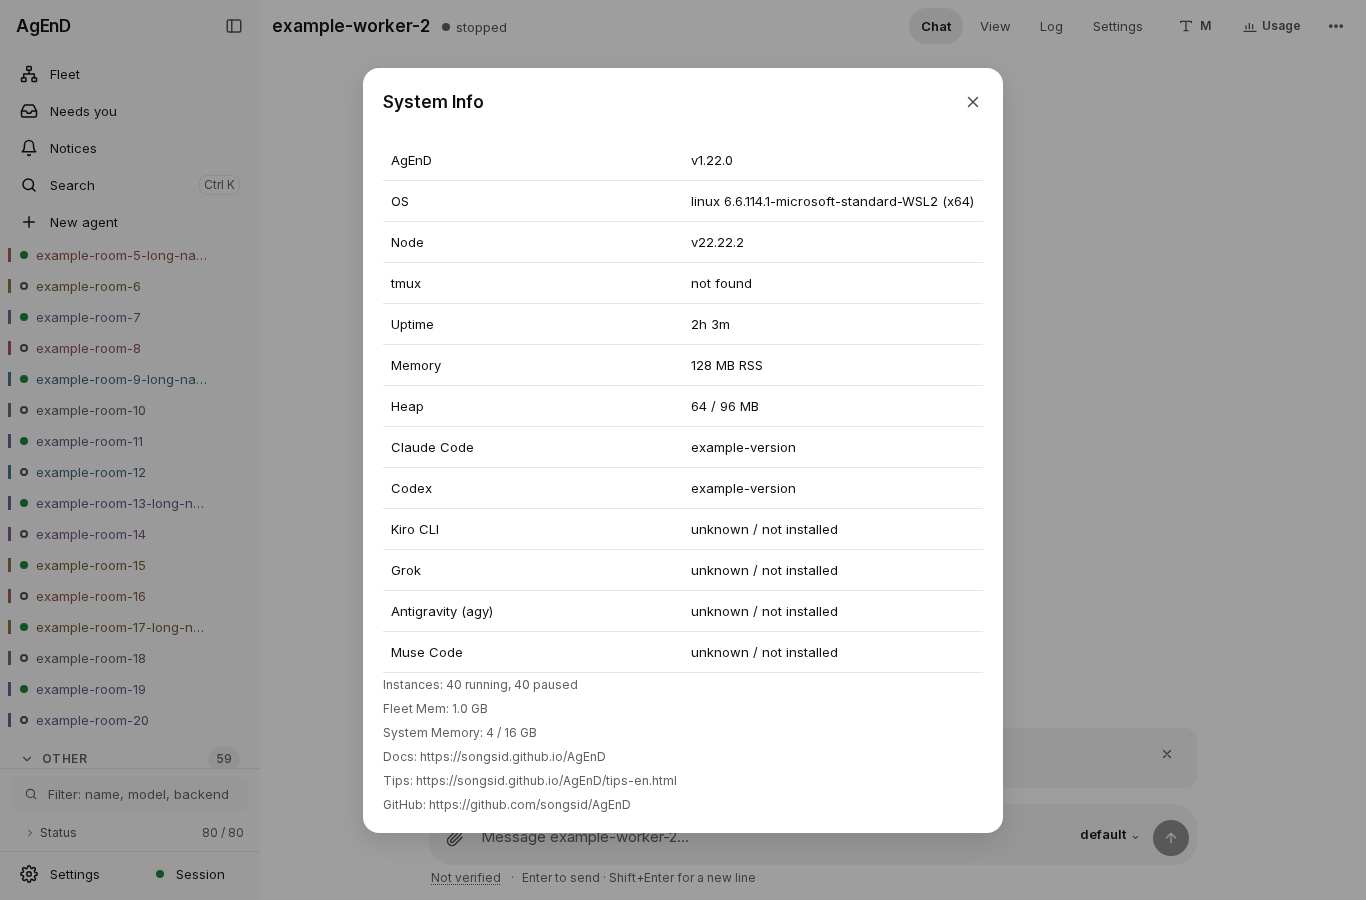 AgEnD
Fleet
Needs you
Notices
Search Ctrl K
New agent
example-room-5-long-na…
example-room-6
example-room-7
example-room-8
example-room-9-long-na…
example-room-10
example-room-11
example-room-12
example-room-13-long-n…
example-room-14
example-room-15
example-room-16
example-room-17-long-n…
example-room-18
example-room-19
example-room-20
OTHER 59
Filter: name, model, backend
Status 80 / 80
Settings Session
example-worker-2 stopped
Chat View Log Settings M Usage •••
System Info
AgEnD v1.22.0
OS linux 6.6.114.1-microsoft-standard-WSL2 (x64)
Node v22.22.2
tmux not found
Uptime 2h 3m
Memory 128 MB RSS
Heap 64 / 96 MB
Claude Code example-version
Codex example-version
Kiro CLI unknown / not installed
Grok unknown / not installed
Antigravity (agy) unknown / not installed
Muse Code unknown / not installed
Instances: 40 running, 40 paused
Fleet Mem: 1.0 GB
System Memory: 4 / 16 GB
Docs: https://songsid.github.io/AgEnD
Tips: https://songsid.github.io/AgEnD/tips-en.html
GitHub: https://github.com/songsid/AgEnD
Message example-worker-2...
default
Not verified · Enter to send · Shift+Enter for a new line